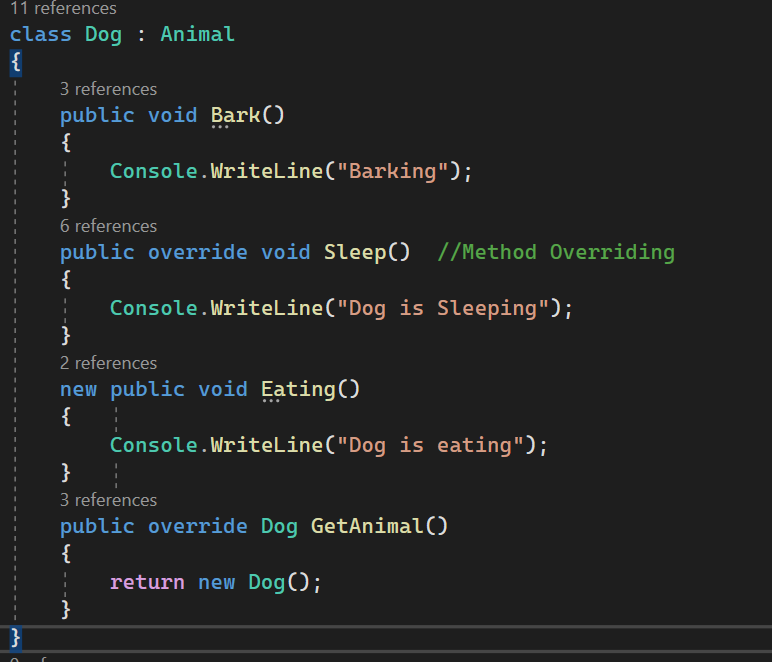 11 references
class Dog : Animal
{
3 references
public void Bark()
{
Console.WriteLine("Barking");
}
6 references
public override void Sleep()  //Method Overriding
{
Console.WriteLine("Dog is Sleeping");
}
2 references
new public void Eating()
{
Console.WriteLine("Dog is eating");
}
3 references
public override Dog GetAnimal()
{
return new Dog();
}
}